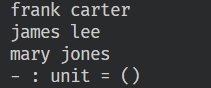 frank carter
james lee
mary jones
- : unit = ()